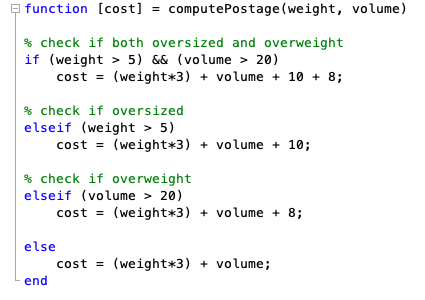 function [cost] = computePostage(weight, volume)
% check if both oversized and overweight
if (weight > 5) && (volume > 20)
cost = (weight*3) + volume + 10 + 8;
% check if oversized
elseif (weight > 5)
cost = (weight*3) + volume + 10;
% check if overweight
elseif (volume > 20)
cost = (weight*3) + volume + 8;
else
cost = (weight*3) + volume;
end